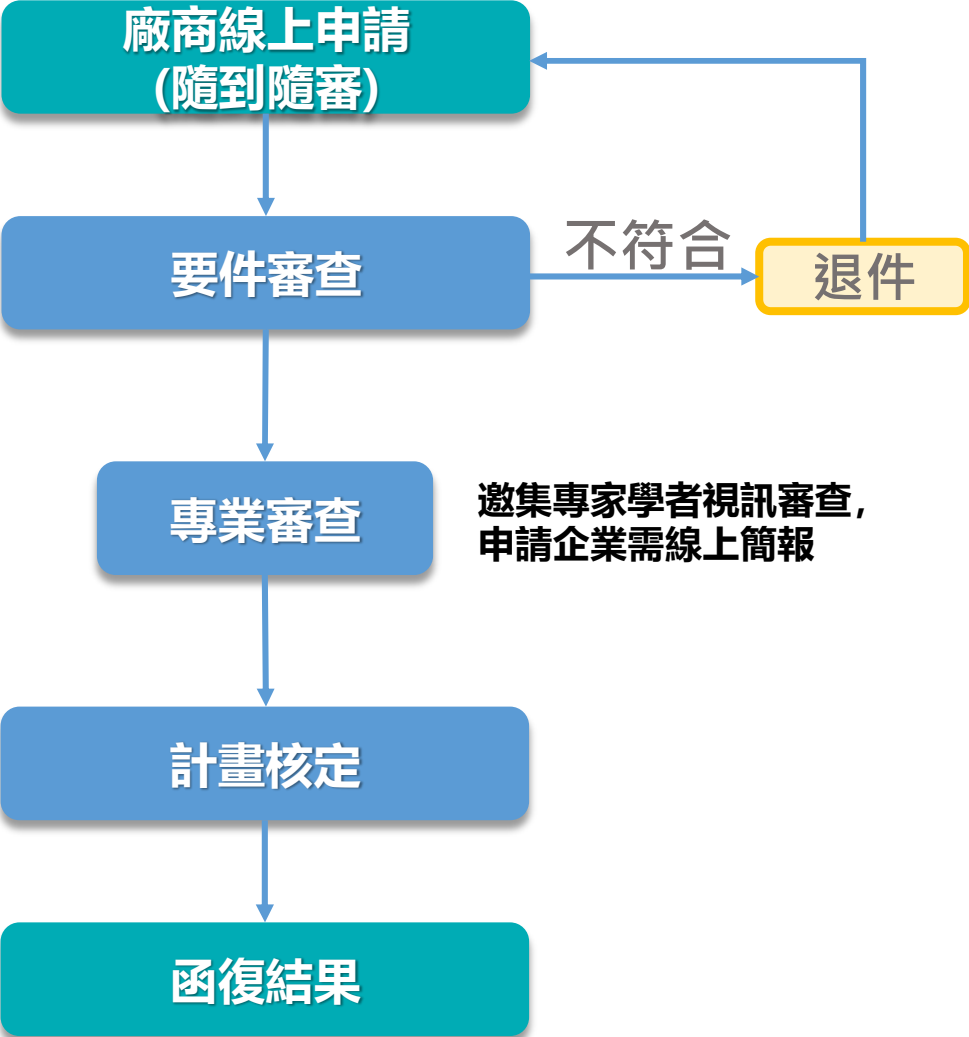 廠商線上申請
(隨到隨審)
要件審查
不符合
退件
專業審查
邀集專家學者視訊審查,
申請企業需線上簡報
計畫核定
函復結果